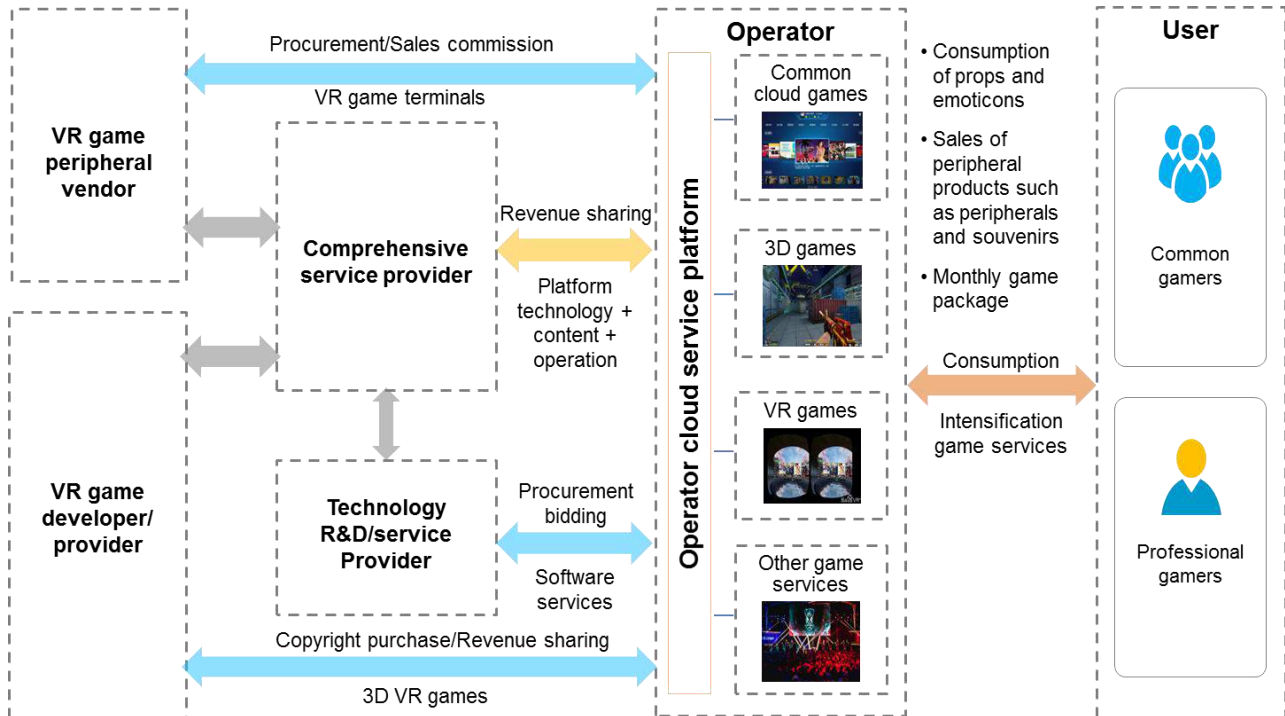 VR game
peripheral
vendor
VR game
developer/
provider
Procurement/Sales commission
VR game terminals
Comprehensive
service provider
Revenue sharing
Platform
technology +
content +
operation
Technology
R&D/service
Provider
Procurement
bidding
Software
services
Copyright purchase/Revenue sharing
3D VR games
Operator
Operator cloud service platform
Common
cloud games
3D games
VR games
Other game
services
• Consumption
of props and
emoticons
• Sales of
peripheral
products such
as peripherals
and souvenirs
• Monthly game
package
Consumption
Intensification
game services
User
Common
gamers
Professional
gamers